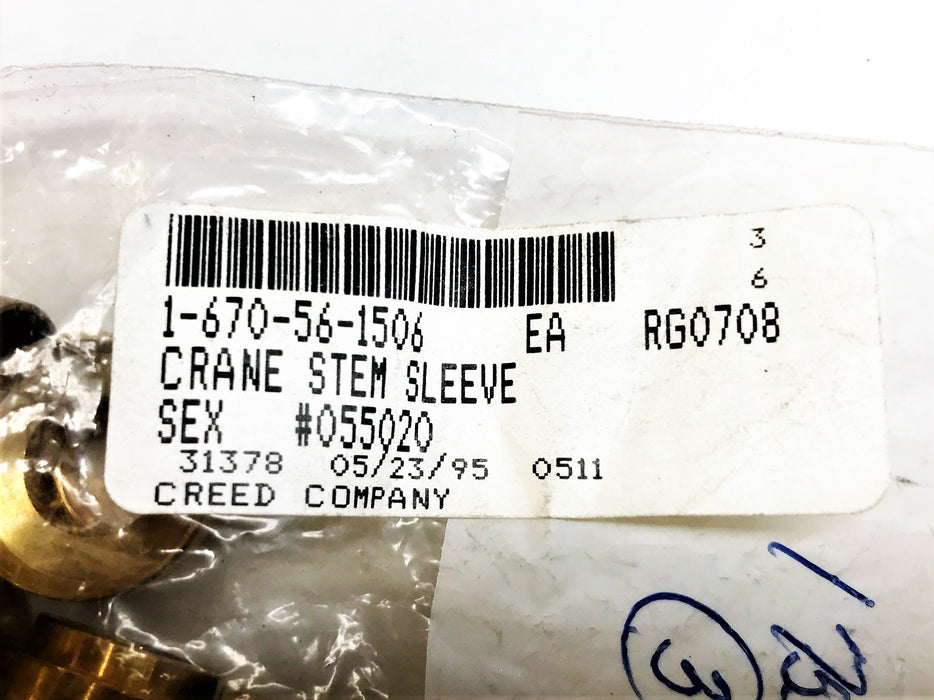 3
6
1-670-56-1506 EA RG0708
CRANE STEM SLEEVE
SEX #055020
31378 05/23/95 0511
CREED COMPANY
3